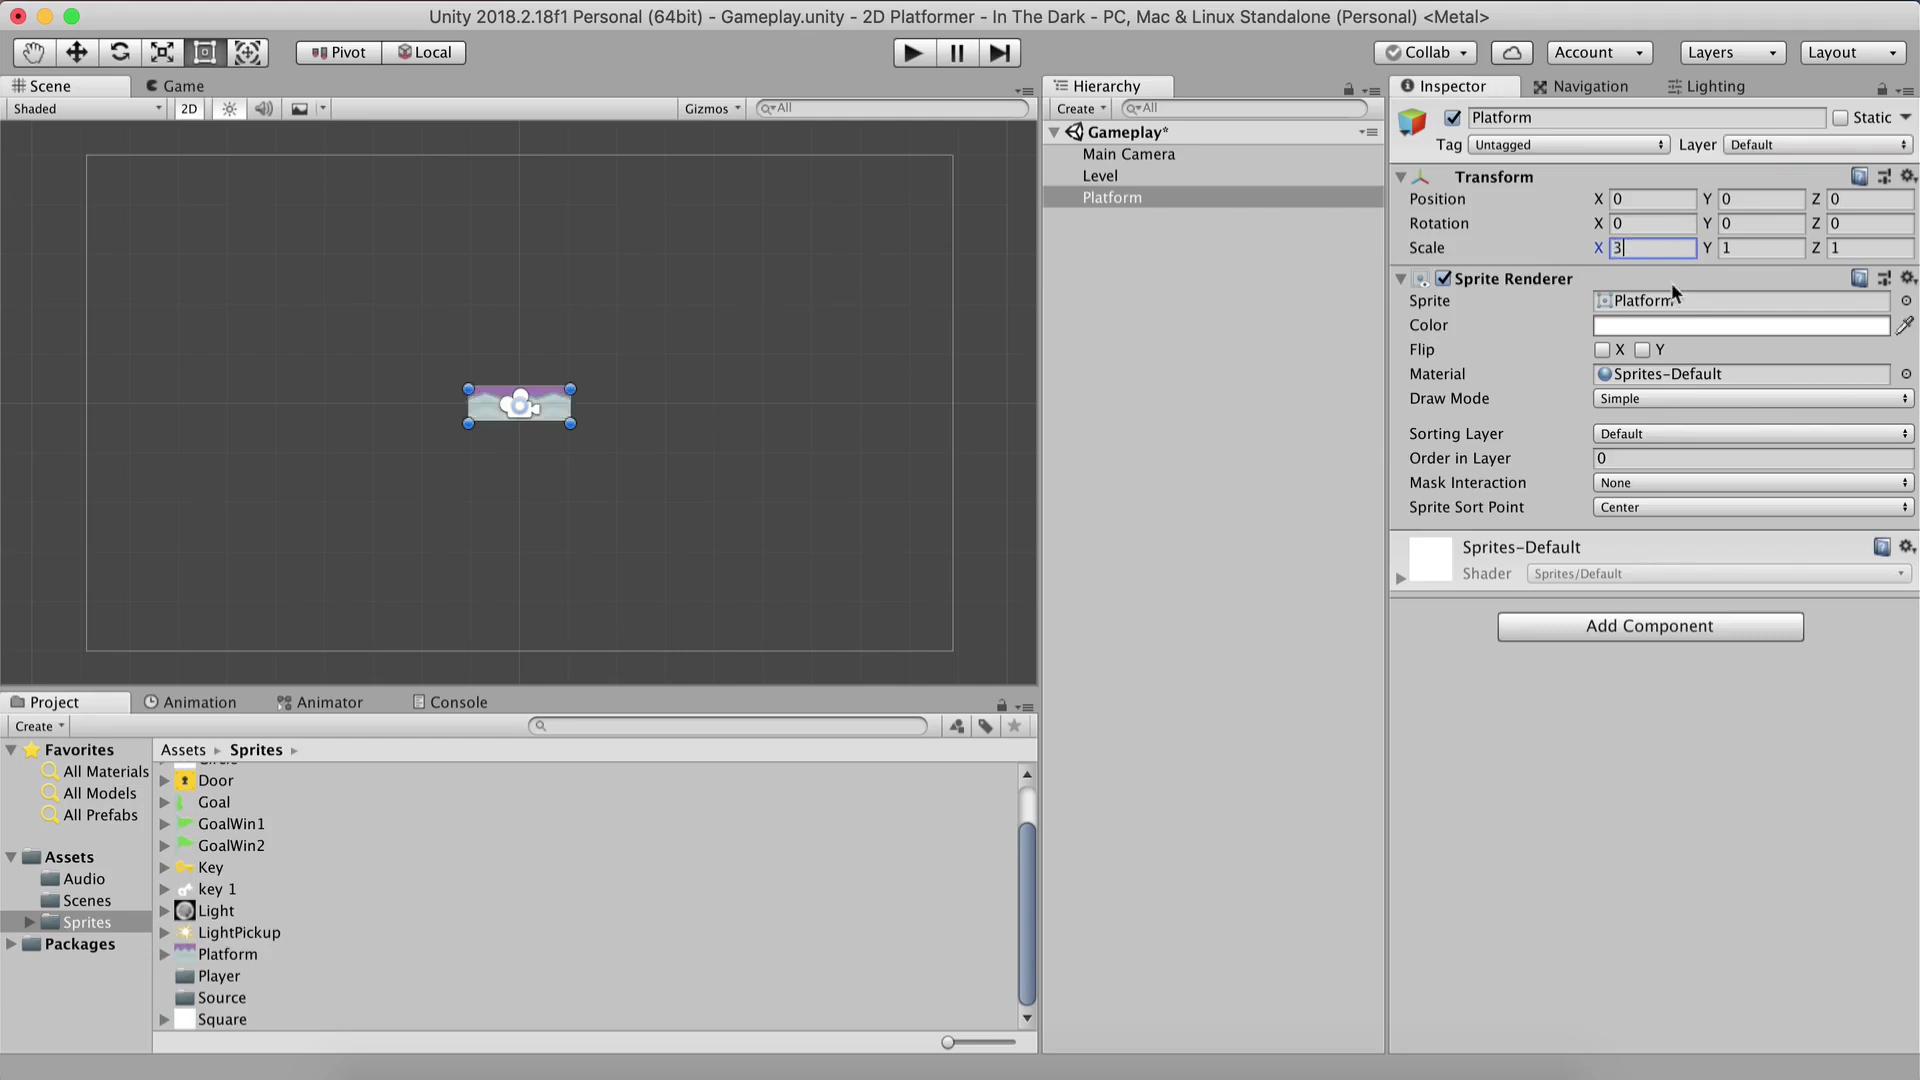 Unity 2018.2.18f1 Personal (64bit) - Gameplay.unity - 2D Platformer - In The Dark - PC, Mac & Linux Standalone (Personal) <Metal>
Pivot Local Collab Account Layers Layout
Scene Game
Shaded 2D Gizmos All
Hierarchy
Create All
Gameplay*
Main Camera
Level
Platform
Inspector Navigation Lighting
Platform Static
Tag Untagged Layer Default
Transform
Position X 0 Y 0 Z 0
Rotation X 0 Y 0 Z 0
Scale X 3 Y 1 Z 1
Sprite Renderer
Sprite Platform
Color
Flip X Y
Material Sprites-Default
Draw Mode Simple
Sorting Layer Default
Order in Layer 0
Mask Interaction None
Sprite Sort Point Center
Sprites-Default
Shader Sprites/Default
Add Component
Project Animation Animator Console
Create
Favorites
All Materials
All Models
All Prefabs
Assets
Audio
Scenes
Sprites
Packages
Assets Sprites
Door
Goal
GoalWin1
GoalWin2
Key
key 1
Light
LightPickup
Platform
Player
Source
Square